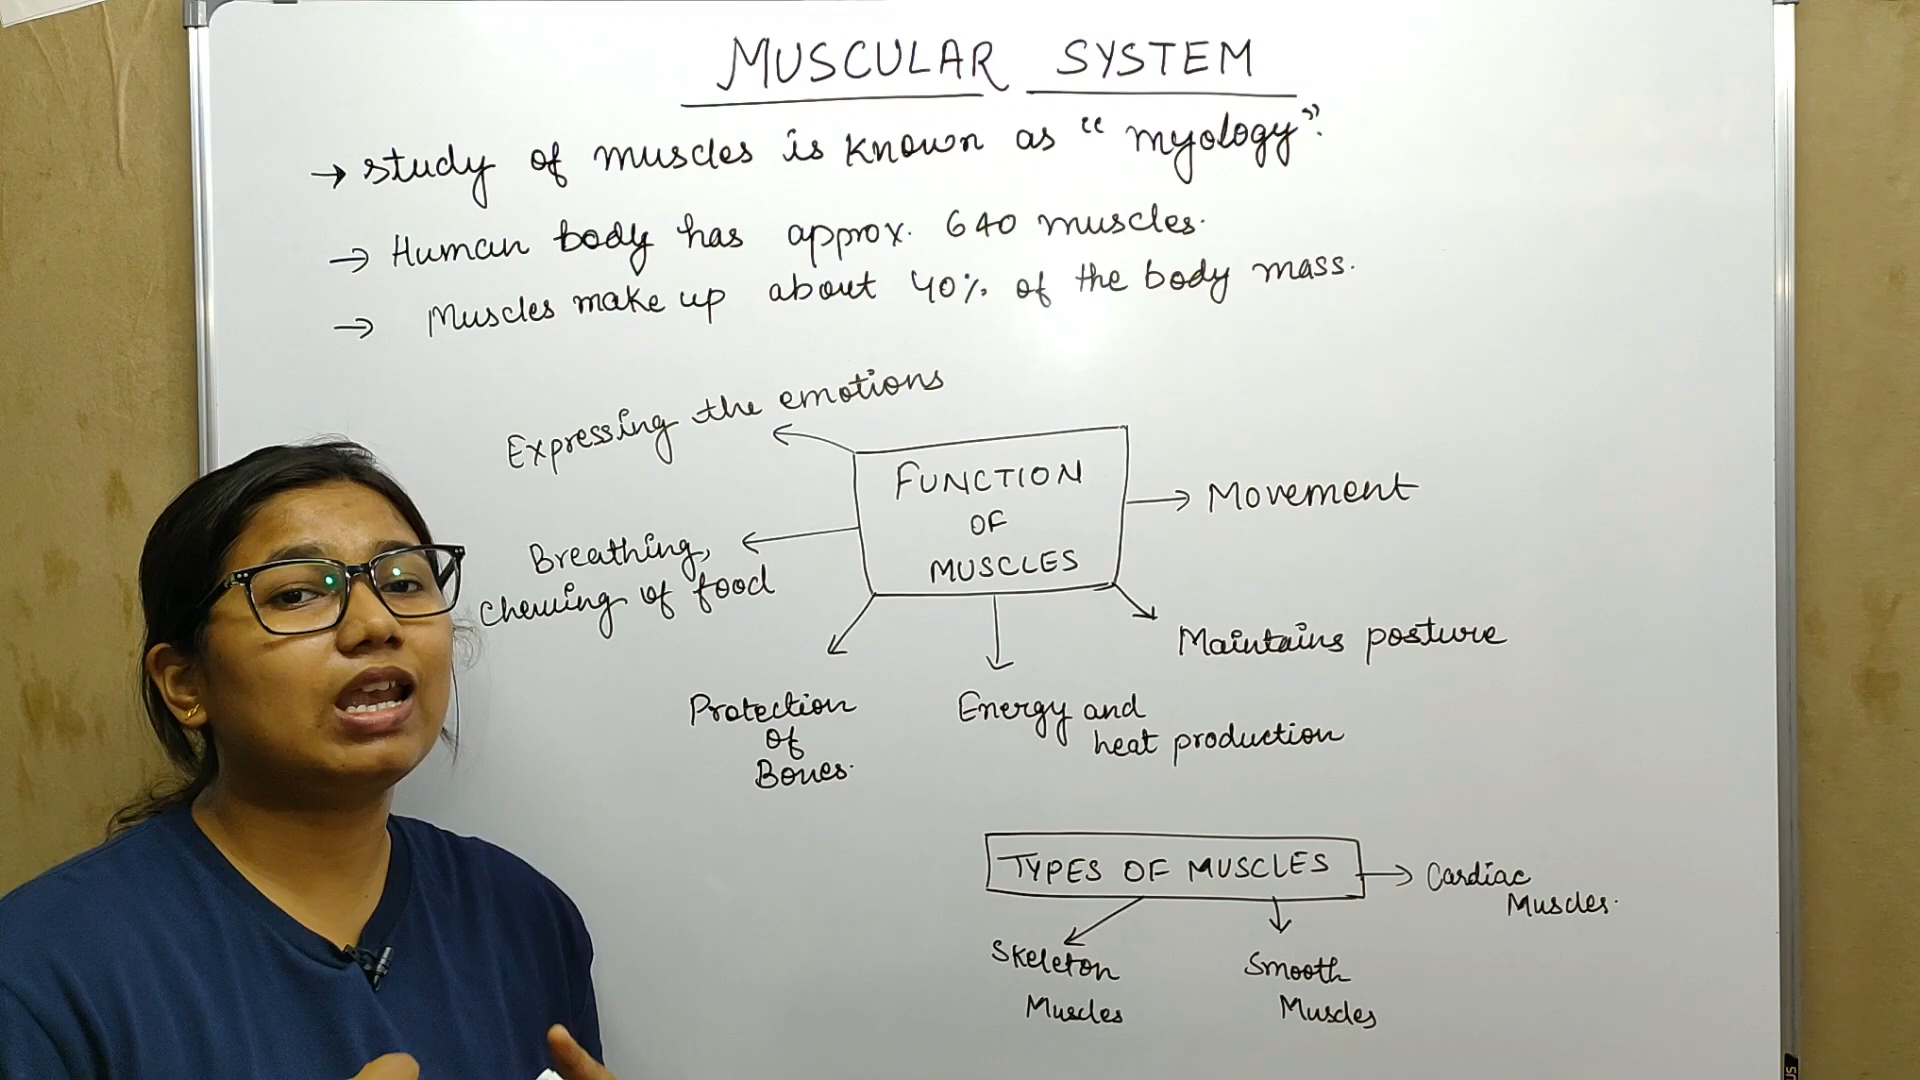 MUSCULAR SYSTEM
→ study of muscles is known as "myology".
→ Human body has approx. 640 muscles.
→ Muscles make up about 40% of the body mass.
Expressing the emotions
FUNCTION
OF
MUSCLES
Movement
Breathing,
chewing of food
Maintains posture
Protection
of
Bones.
Energy and
heat production
TYPES OF MUSCLES
Cardiac
Muscles.
Skeleton
Muscles
Smooth
Muscles